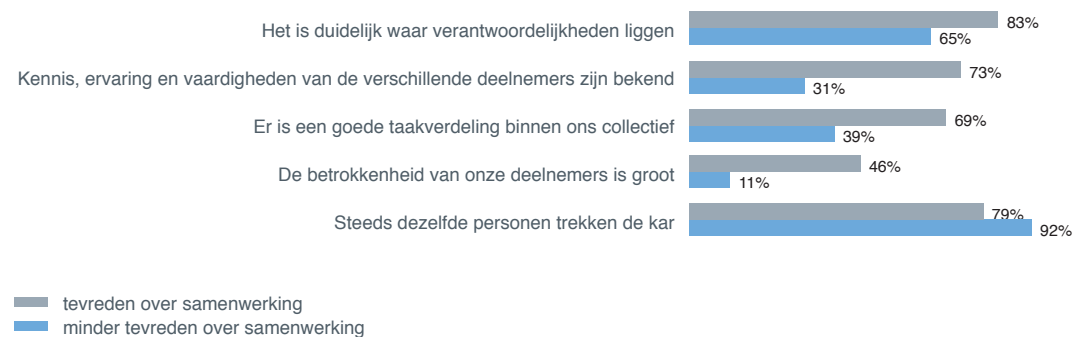 Het is duidelijk waar verantwoordelijkheden liggen
83%
65%
Kennis, ervaring en vaardigheden van de verschillende deelnemers zijn bekend
73%
31%
Er is een goede taakverdeling binnen ons collectief
69%
39%
De betrokkenheid van onze deelnemers is groot
46%
11%
Steeds dezelfde personen trekken de kar
79%
92%
tevreden over samenwerking
minder tevreden over samenwerking